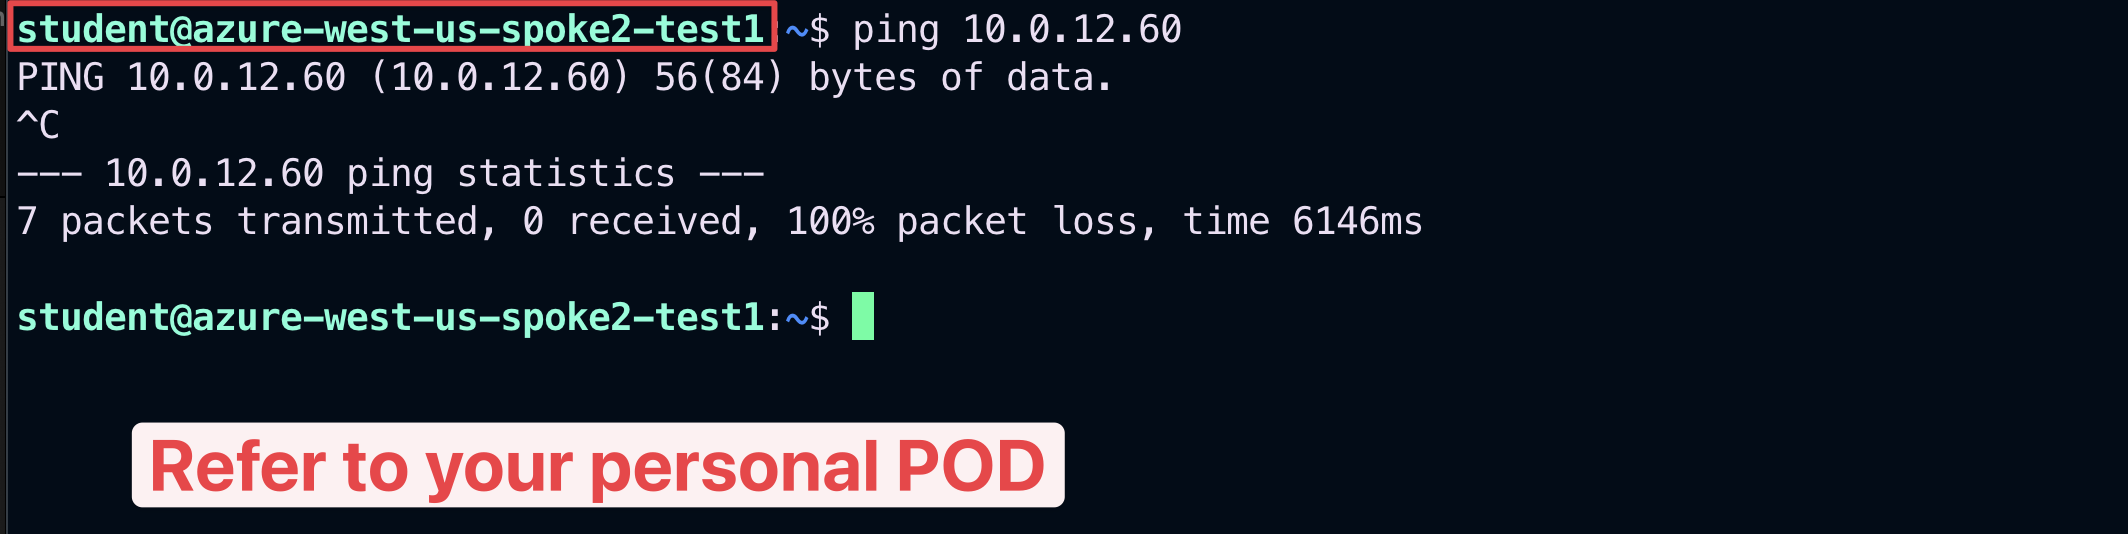 student@azure-west-us-spoke2-test1:~$ ping 10.0.12.60
PING 10.0.12.60 (10.0.12.60) 56(84) bytes of data.
^C
--- 10.0.12.60 ping statistics ---
7 packets transmitted, 0 received, 100% packet loss, time 6146ms
student@azure-west-us-spoke2-test1:~$
Refer to your personal POD